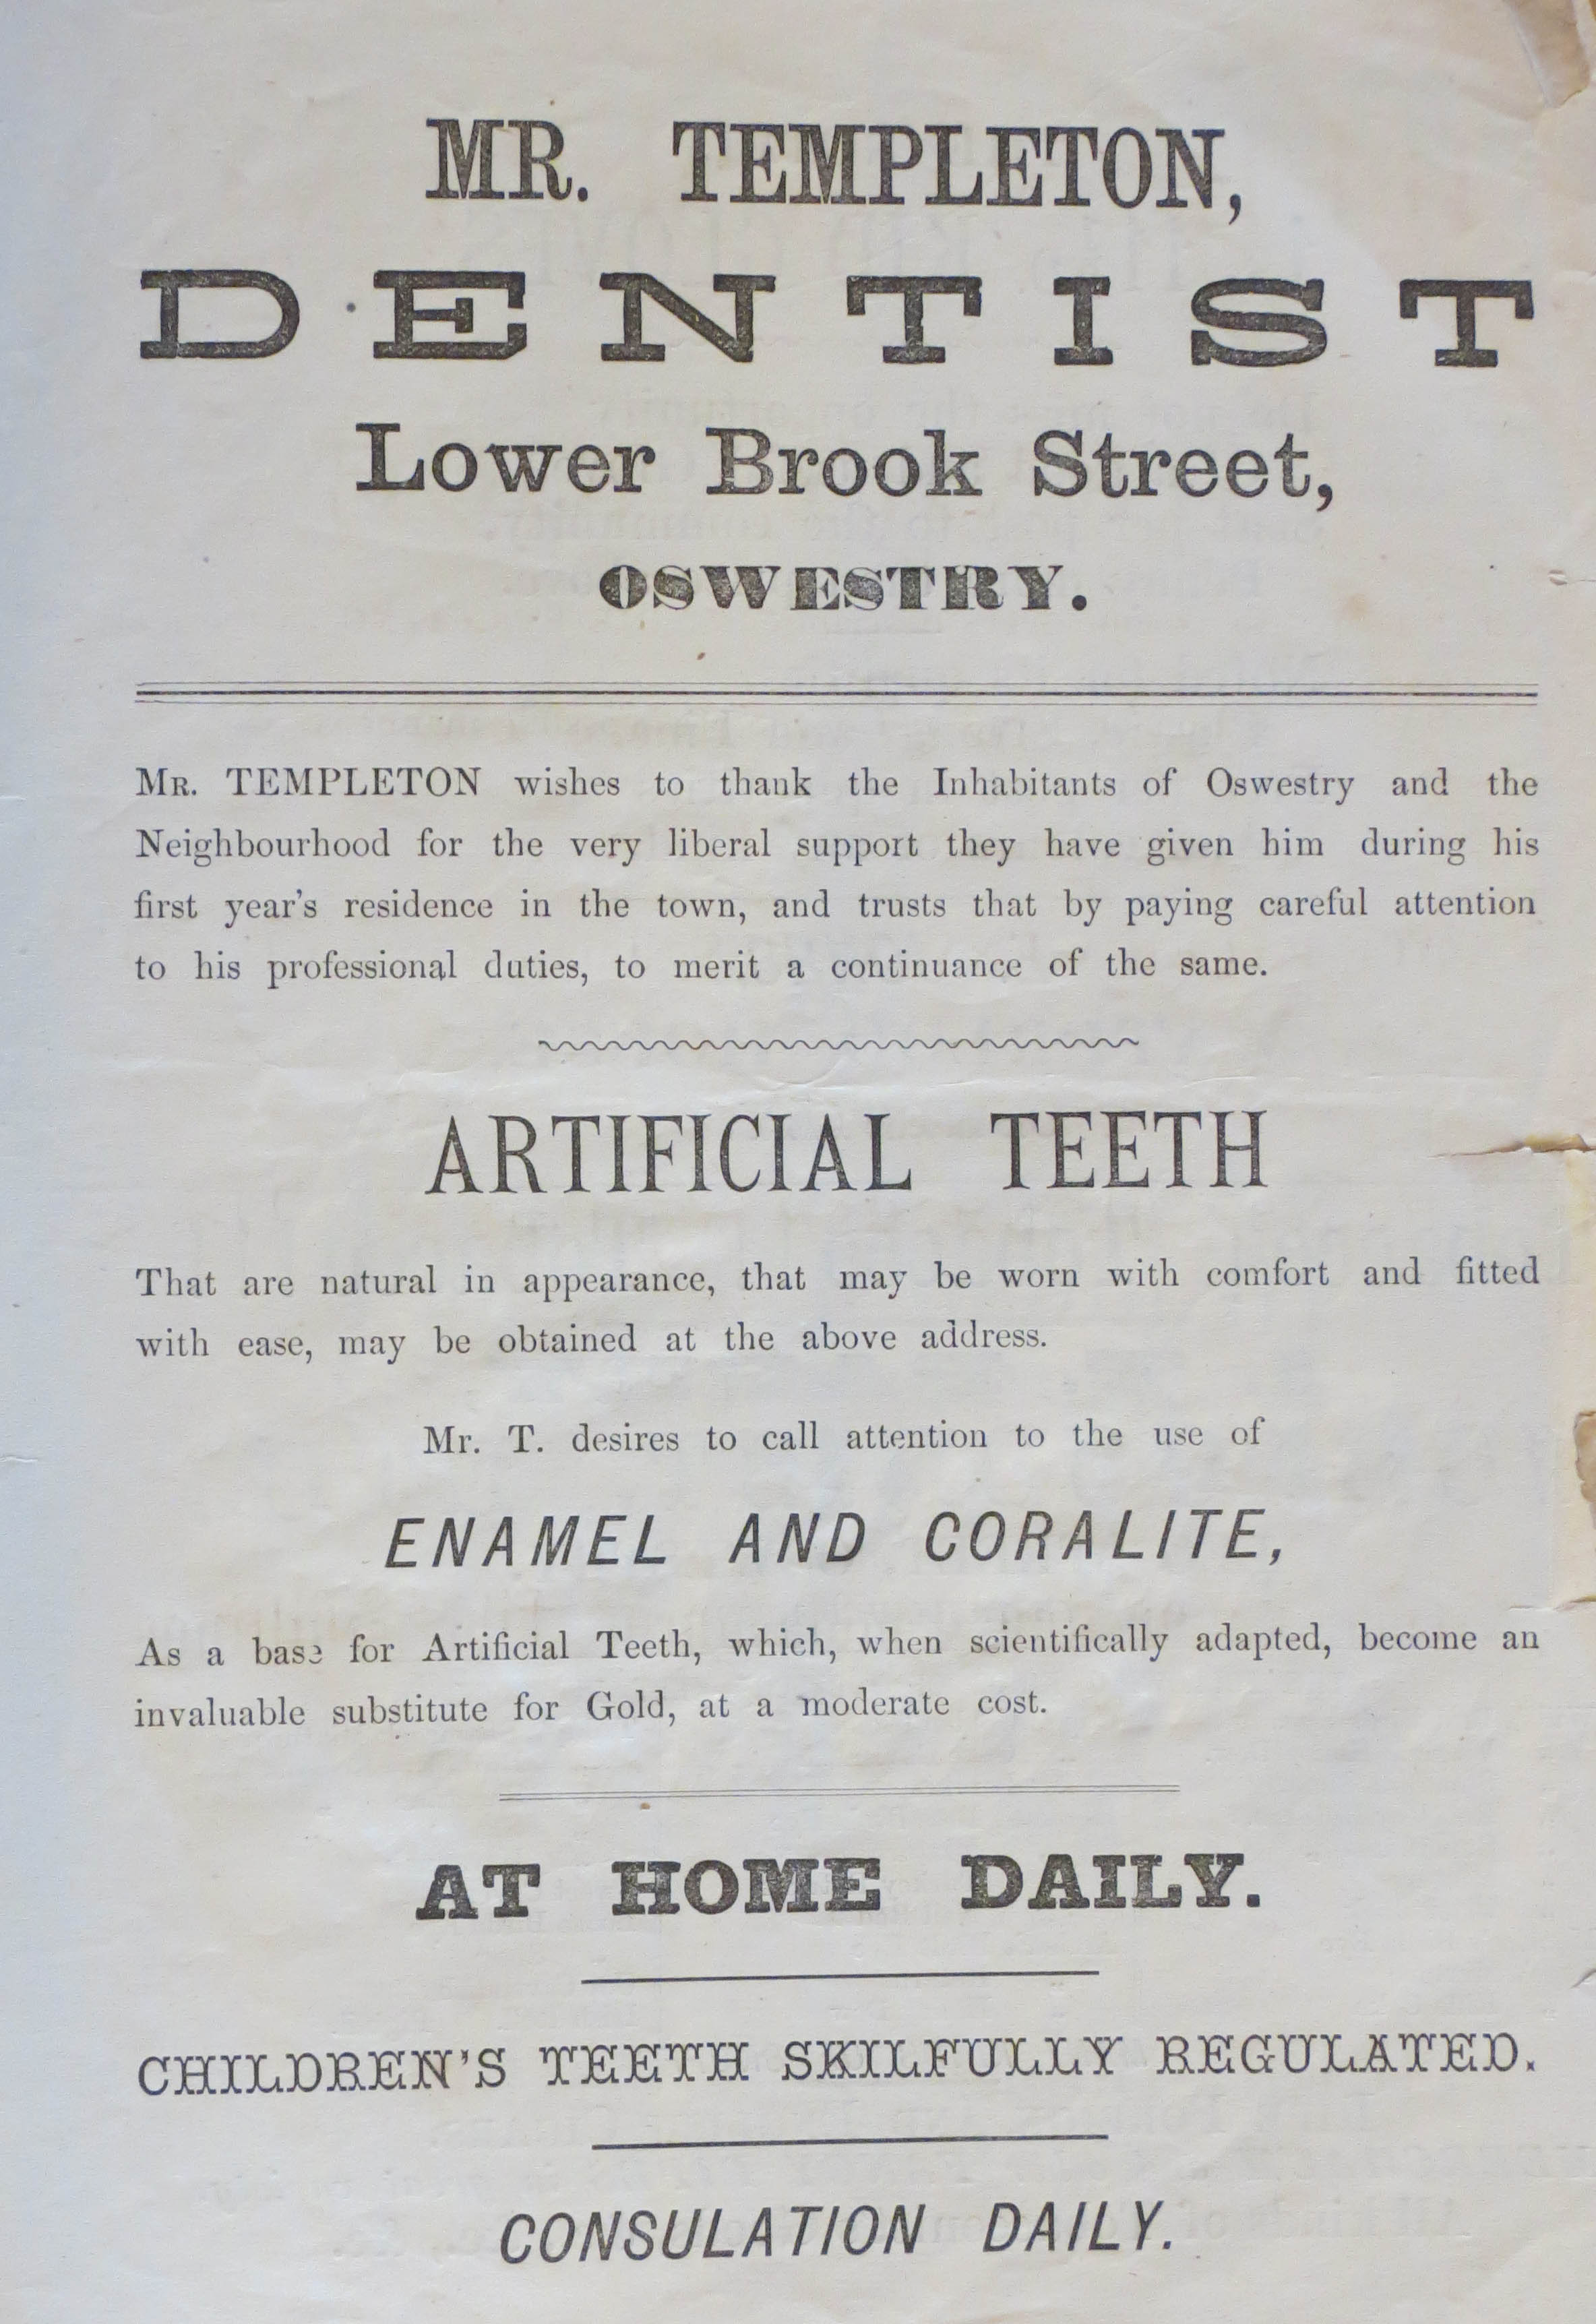 MR. TEMPLETON,
DENTIST
Lower Brook Street,
OSWESTRY.
MR. TEMPLETON wishes to thank the Inhabitants of Oswestry and the
Neighbourhood for the very liberal support they have given him during his
first year's residence in the town, and trusts that by paying careful attention
to his professional duties, to merit a continuance of the same.
ARTIFICIAL TEETH
That are natural in appearance, that may be worn with comfort and fitted
with ease, may be obtained at the above address.
Mr. T. desires to call attention to the use of
ENAMEL AND CORALITE,
As a base for Artificial Teeth, which, when scientifically adapted, become an
invaluable substitute for Gold, at a moderate cost.
AT HOME DAILY.
CHILDREN'S TEETH SKILFULLY REGULATED.
CONSULATION DAILY.